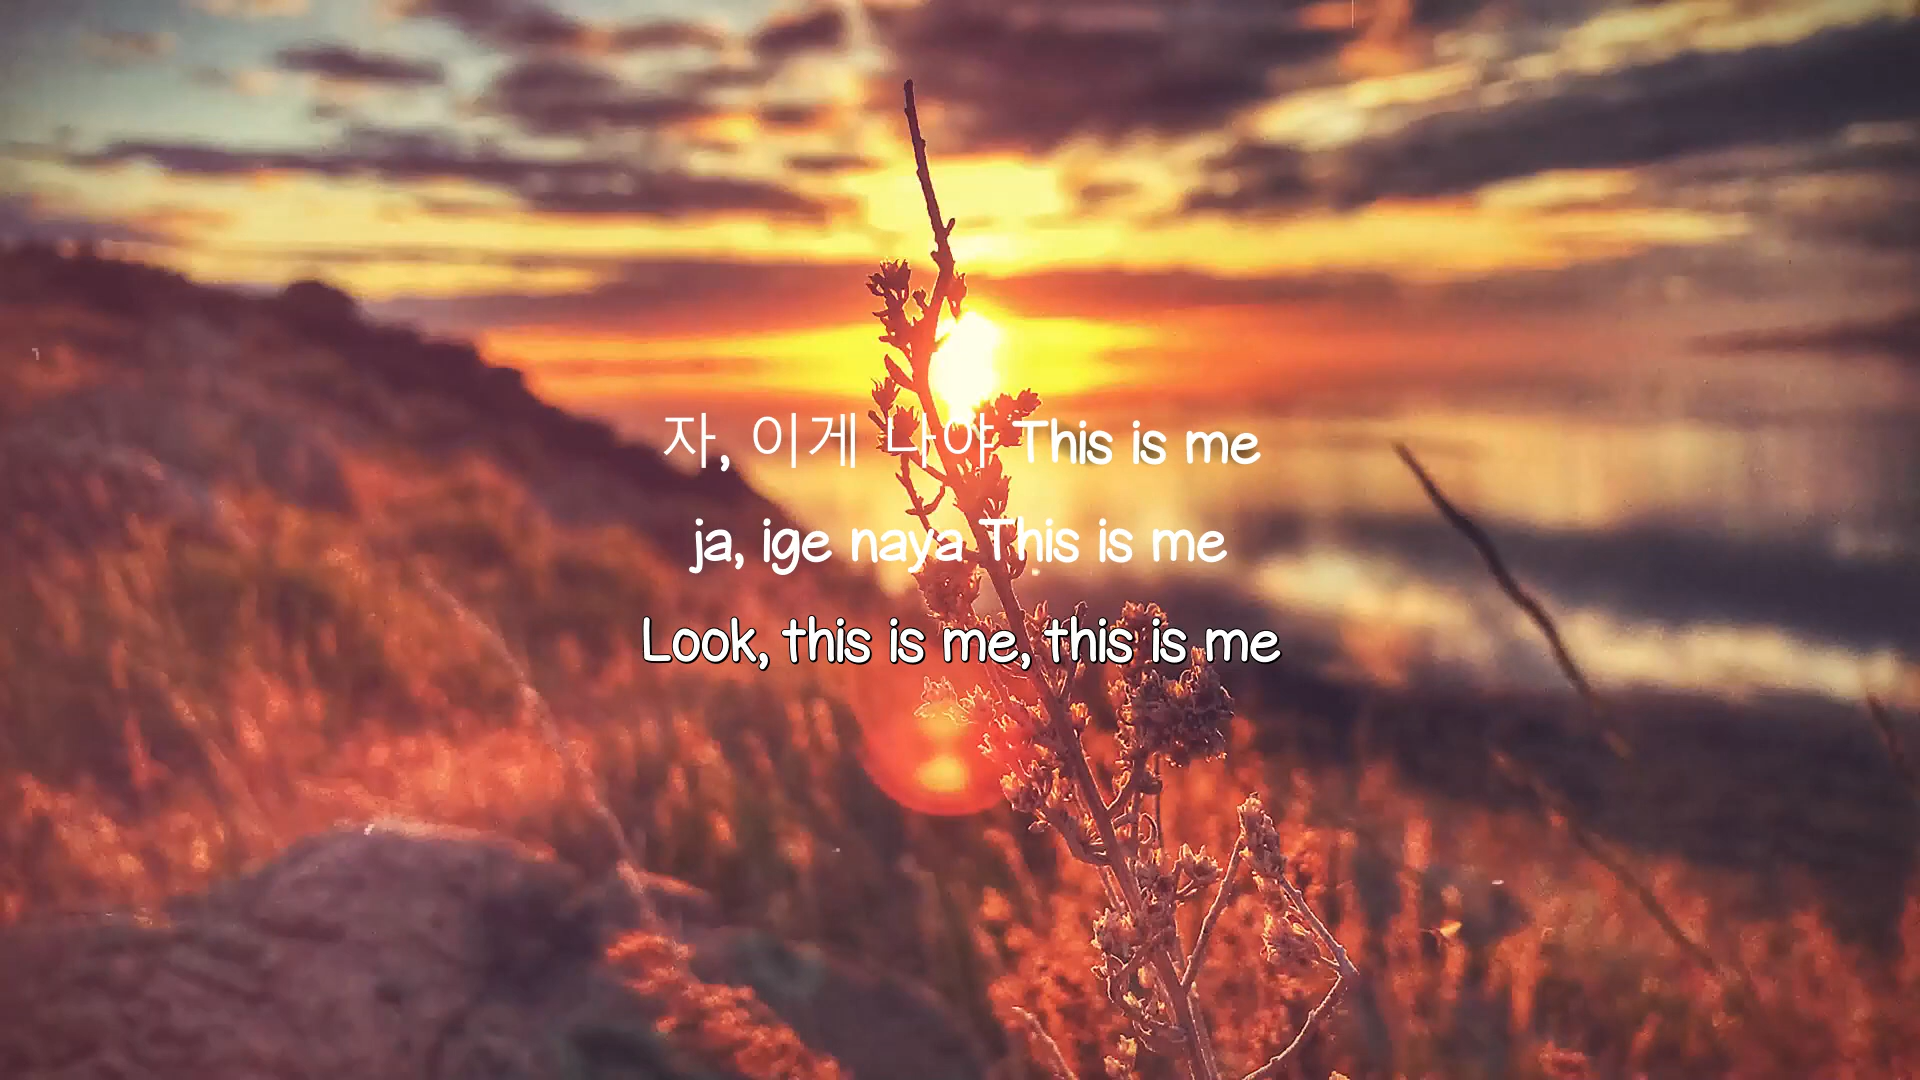 자, 이게 나야 This is me
ja, ige naya This is me
Look, this is me, this is me